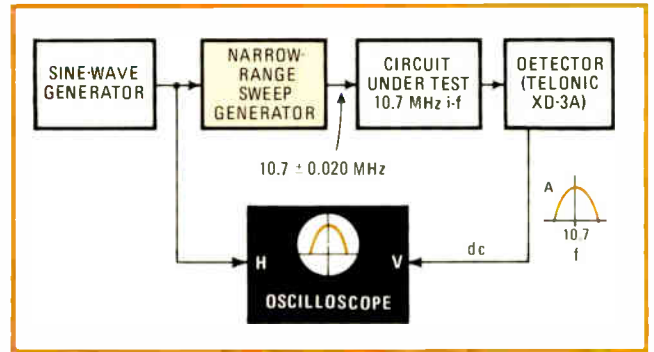 SINE-WAVE
GENERATOR
NARROW-
RANGE
SWEEP
GENERATOR
CIRCUIT
UNDER TEST
10.7 MHz i-f
DETECTOR
(TELONIC
XD-3A)
10.7 ± 0.020 MHz
A
10.7
f
H
V
dc
OSCILLOSCOPE